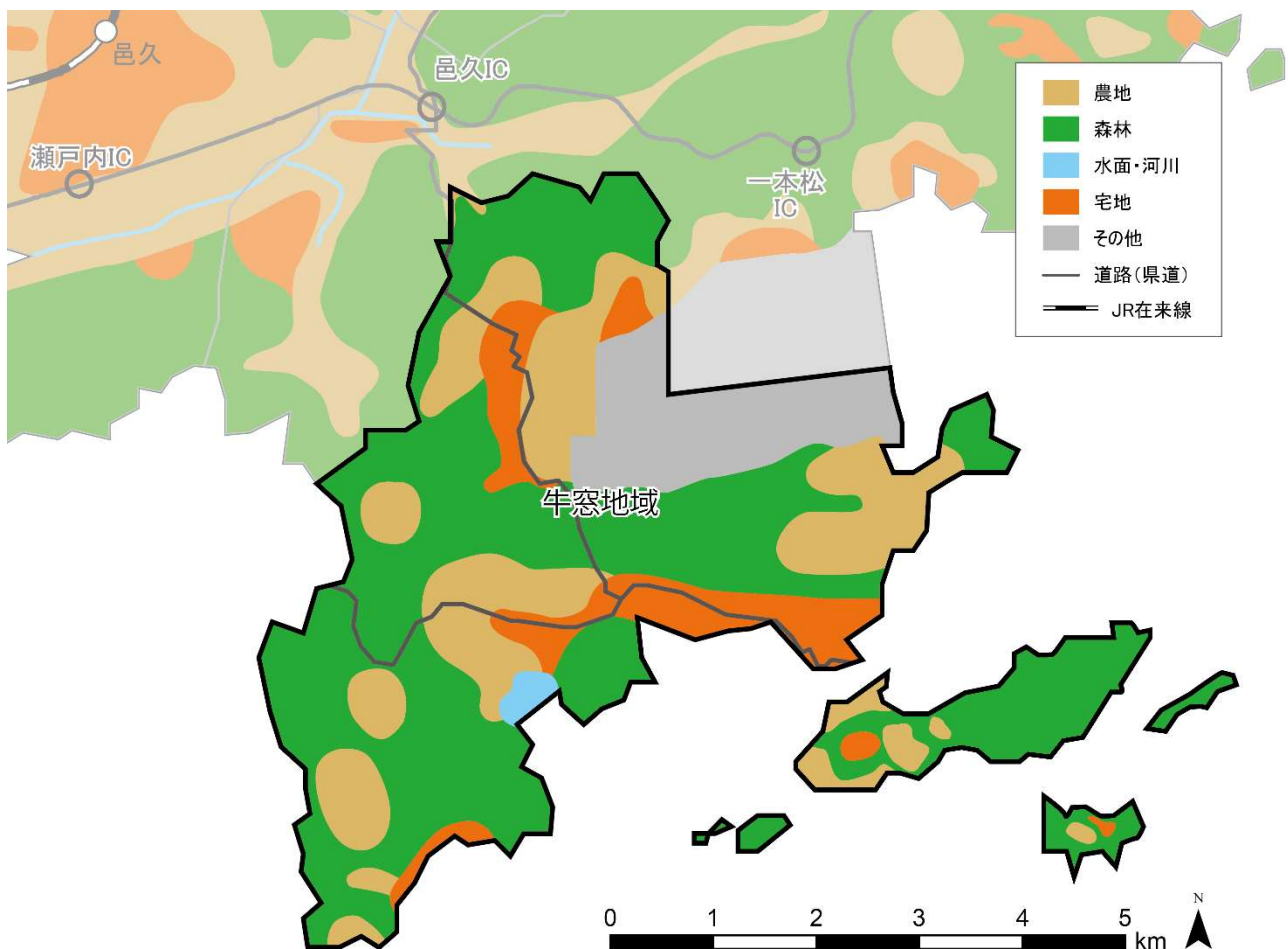 邑久
邑久IC
瀬戸内IC
一本松
IC
農地
森林
水面・河川
宅地
その他
道路(県道)
JR在来線
牛窓地域
N
0 1 2 3 4 5
km